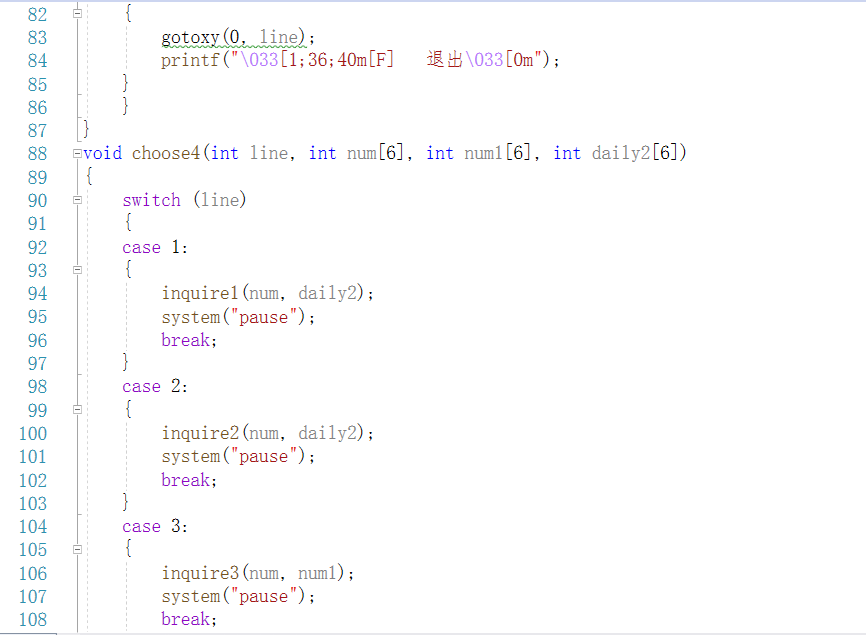 82 {
83 gotoxy(0, line);
84 printf("\033[1;36;40m[F]   退出\033[0m");
85 }
86 }
87 }
88 void choose4(int line, int num[6], int num1[6], int daily2[6])
89 {
90 switch (line)
91 {
92 case 1:
93 {
94 inquire1(num, daily2);
95 system("pause");
96 break;
97 }
98 case 2:
99 {
100 inquire2(num, daily2);
101 system("pause");
102 break;
103 }
104 case 3:
105 {
106 inquire3(num, num1);
107 system("pause");
108 break;